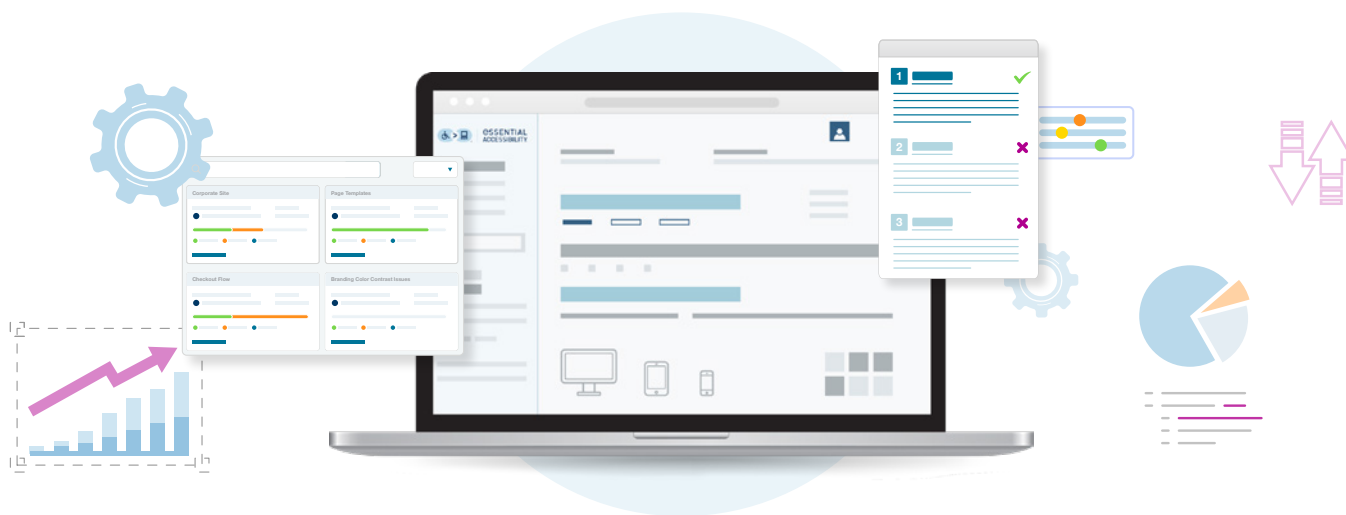 ESSENTIAL
ACCESSIBILITY
Corporate Site
Page Templates
Checkout Flow
Branding Color Contrast Issues
1
2
3